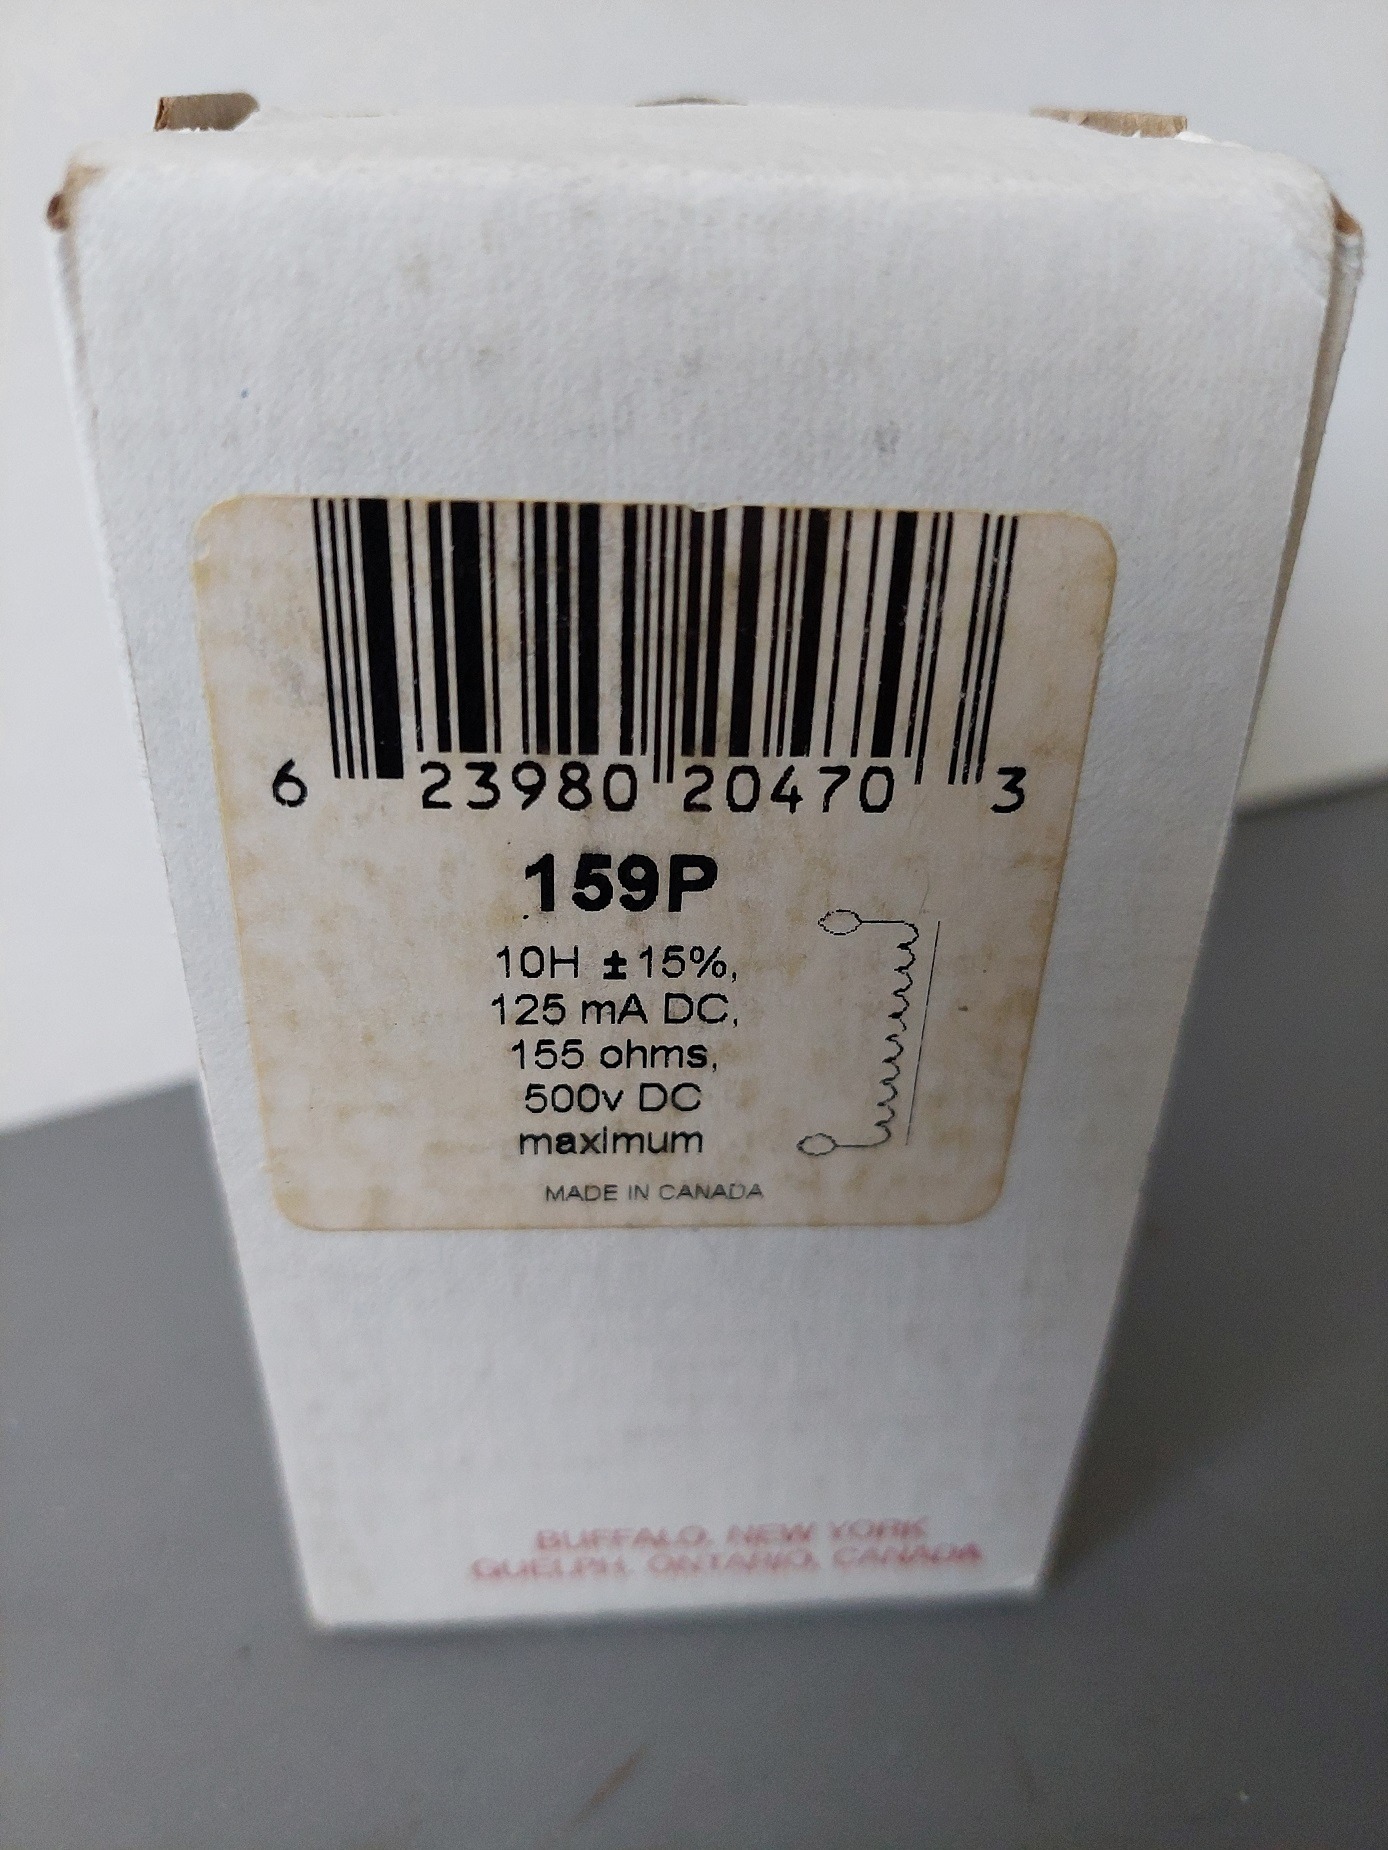 6 23980 20470 3
159P
10H ±15%,
125 mA DC,
155 ohms,
500v DC
maximum
MADE IN CANADA
BUFFALO, NEW YORK
GUELPH, ONTARIO, CANADA